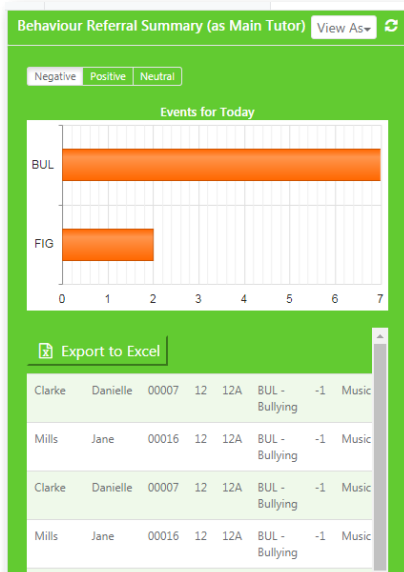 Behaviour Referral Summary (as Main Tutor) View As
Negative Positive Neutral
Events for Today
BUL
FIG
0 1 2 3 4 5 6 7
Export to Excel
Clarke Danielle 00007 12 12A BUL - -1 Music
Bullying
Mills Jane 00016 12 12A BUL - -1 Music
Bullying
Clarke Danielle 00007 12 12A BUL - -1 Music
Bullying
Mills Jane 00016 12 12A BUL - -1 Music
Bullying